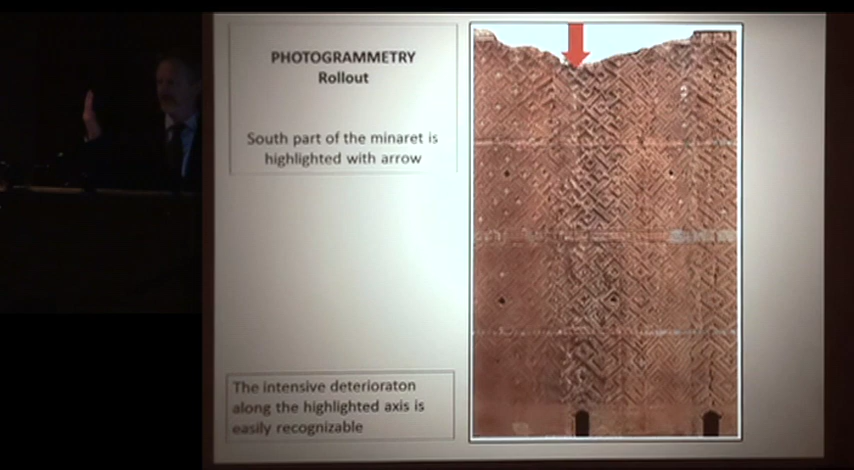 PHOTOGRAMMETRY
Rollout
South part of the minaret is
highlighted with arrow
The intensive deterioraton
along the highlighted axis is
easily recognizable